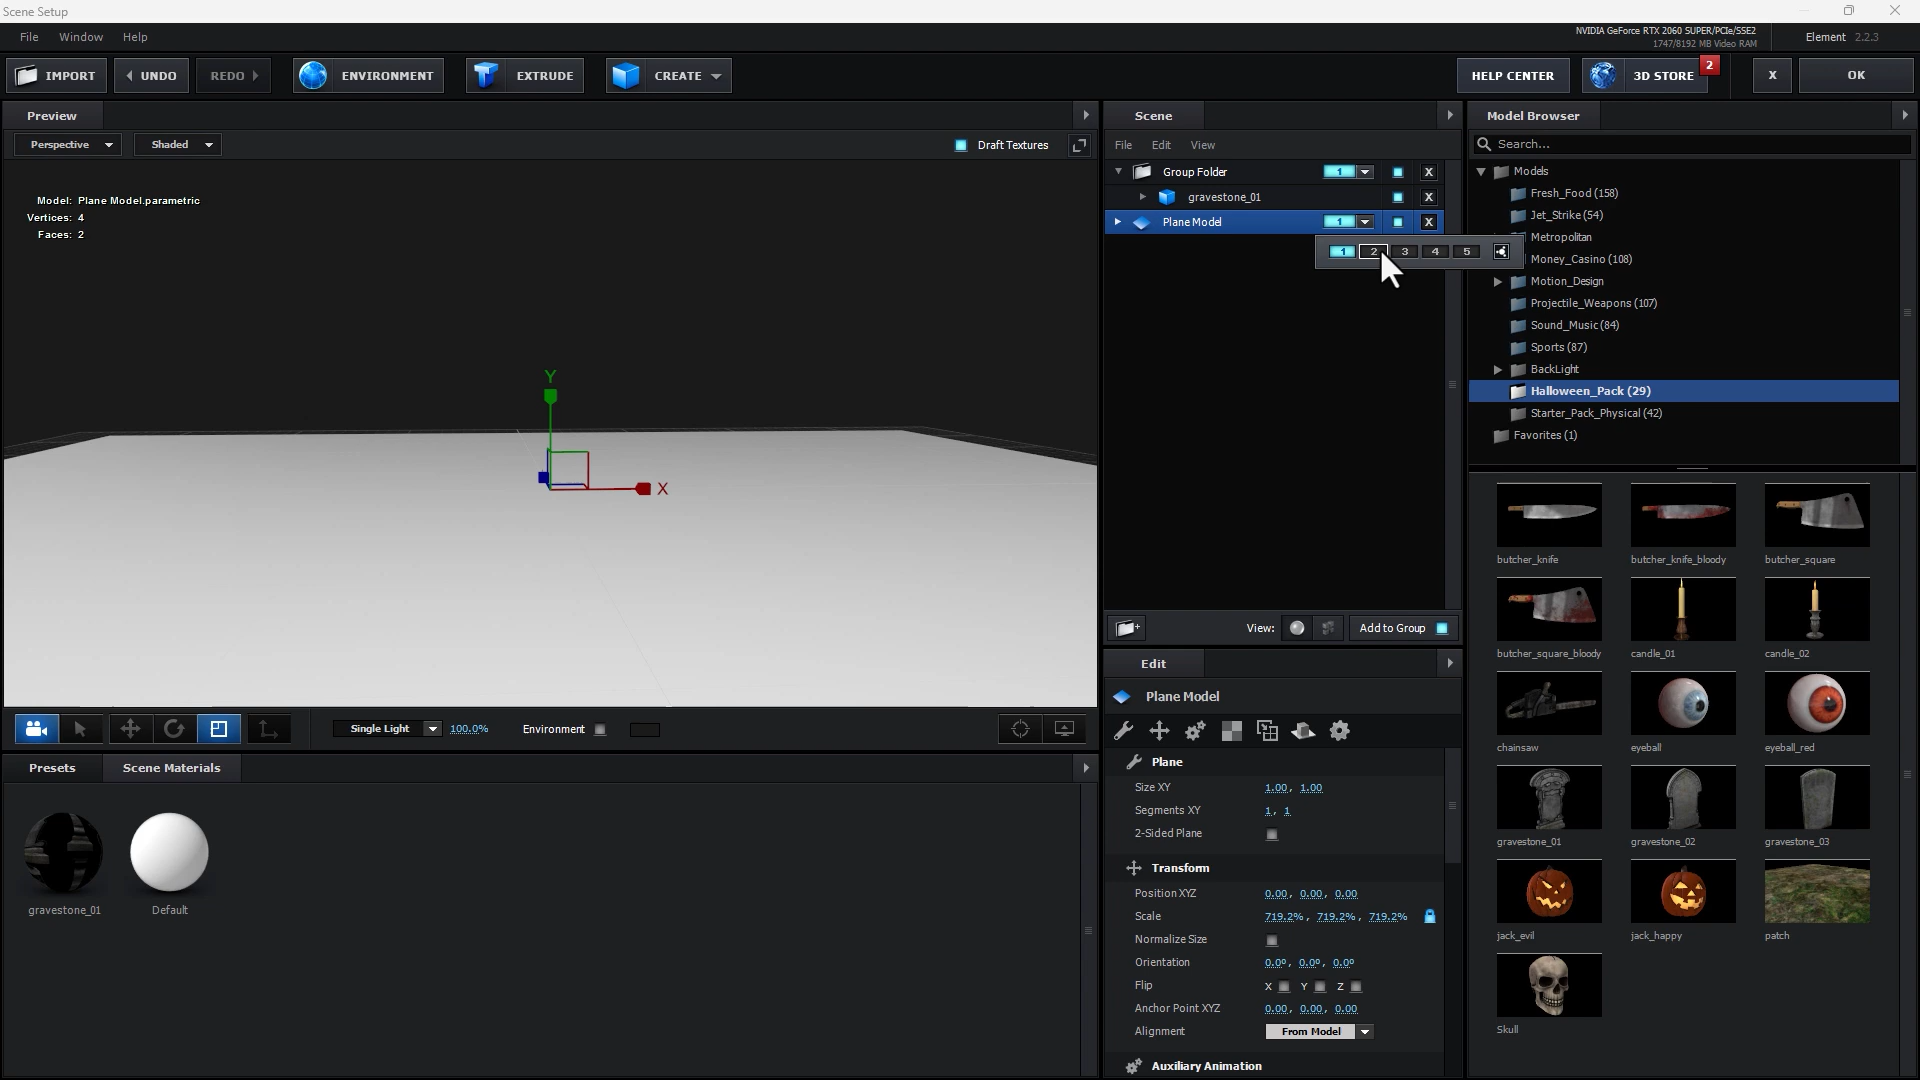 Scene Setup
File Window Help
NVIDIA GeForce RTX 2060 SUPER/PCIe/SSE2
1747/8192 MB Video RAM
Element 2.2.3
IMPORT UNDO REDO ENVIRONMENT EXTRUDE CREATE HELP CENTER 3D STORE 2 X OK
Preview
Perspective Shaded Draft Textures
Model: Plane Model.parametric
Vertices: 4
Faces: 2
Y
X
Single Light 100.0% Environment
Presets Scene Materials
gravestone_01 Default
Scene
File Edit View
Group Folder 1 X
gravestone_01 X
Plane Model 1 X
1 2 3 4 5
View: Add to Group
Edit
Plane Model
Plane
Size XY 1.00, 1.00
Segments XY 1, 1
2-Sided Plane
Transform
Position XYZ 0.00, 0.00, 0.00
Scale 719.2%, 719.2%, 719.2%
Normalize Size
Orientation 0.0º, 0.0º, 0.0º
Flip X Y Z
Anchor Point XYZ 0.00, 0.00, 0.00
Alignment From Model
Auxiliary Animation
Model Browser
Search...
Models
Fresh_Food (158)
Jet_Strike (54)
Metropolitan
Money_Casino (108)
Motion_Design
Projectile_Weapons (107)
Sound_Music (84)
Sports (87)
BackLight
Halloween_Pack (29)
Starter_Pack_Physical (42)
Favorites (1)
butcher_knife butcher_knife_bloody butcher_square
butcher_square_bloody candle_01 candle_02
chainsaw eyeball eyeball_red
gravestone_01 gravestone_02 gravestone_03
jack_evil jack_happy patch
Skull